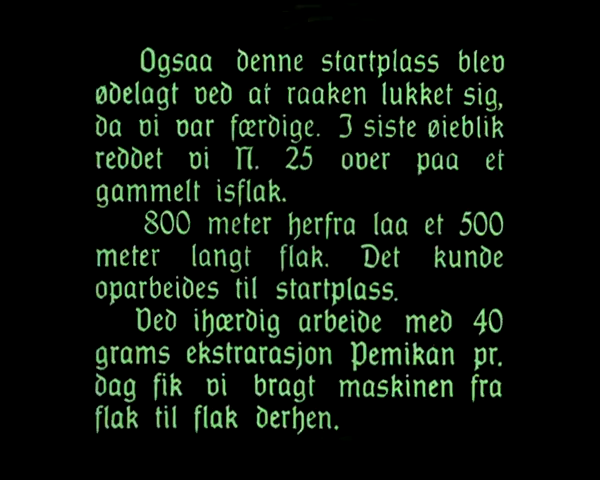 Ogsaa denne startplass blev
ødelagt ved at raaken lukket sig,
da vi var færdige. I siste øieblik
reddet vi N. 25 over paa et
gammelt isflak.
800 meter herfra laa et 500
meter langt flak. Det kunde
oparbeides til startplass.
Ved ihærdig arbeide med 40
grams ekstrarasjon Pemikan pr.
dag fik vi bragt maskinen fra
flak til flak derhen.